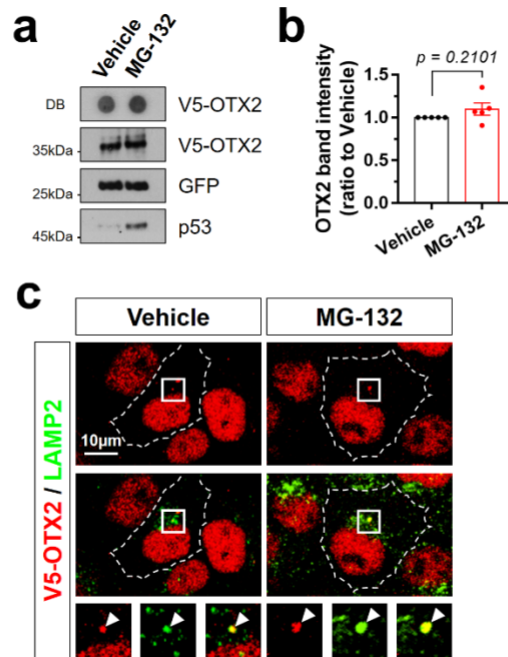 a
Vehicle
MG-132
DB
V5-OTX2
35kDa
V5-OTX2
25kDa
GFP
45kDa
p53
b
p = 0.2101
OTX2 band intensity
(ratio to Vehicle)
1.5
1.0
0.5
0.0
Vehicle
MG-132
c
Vehicle
MG-132
V5-OTX2 / LAMP2
10µm